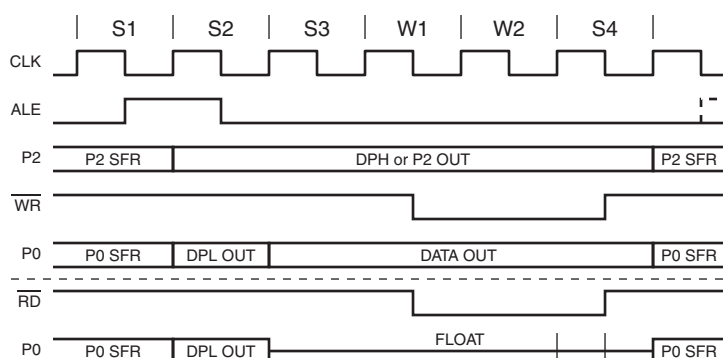 S1 S2 S3 W1 W2 S4
CLK
ALE
P2 P2 SFR DPH or P2 OUT P2 SFR
WR
P0 P0 SFR DPL OUT DATA OUT P0 SFR
RD
FLOAT
P0 P0 SFR DPL OUT P0 SFR